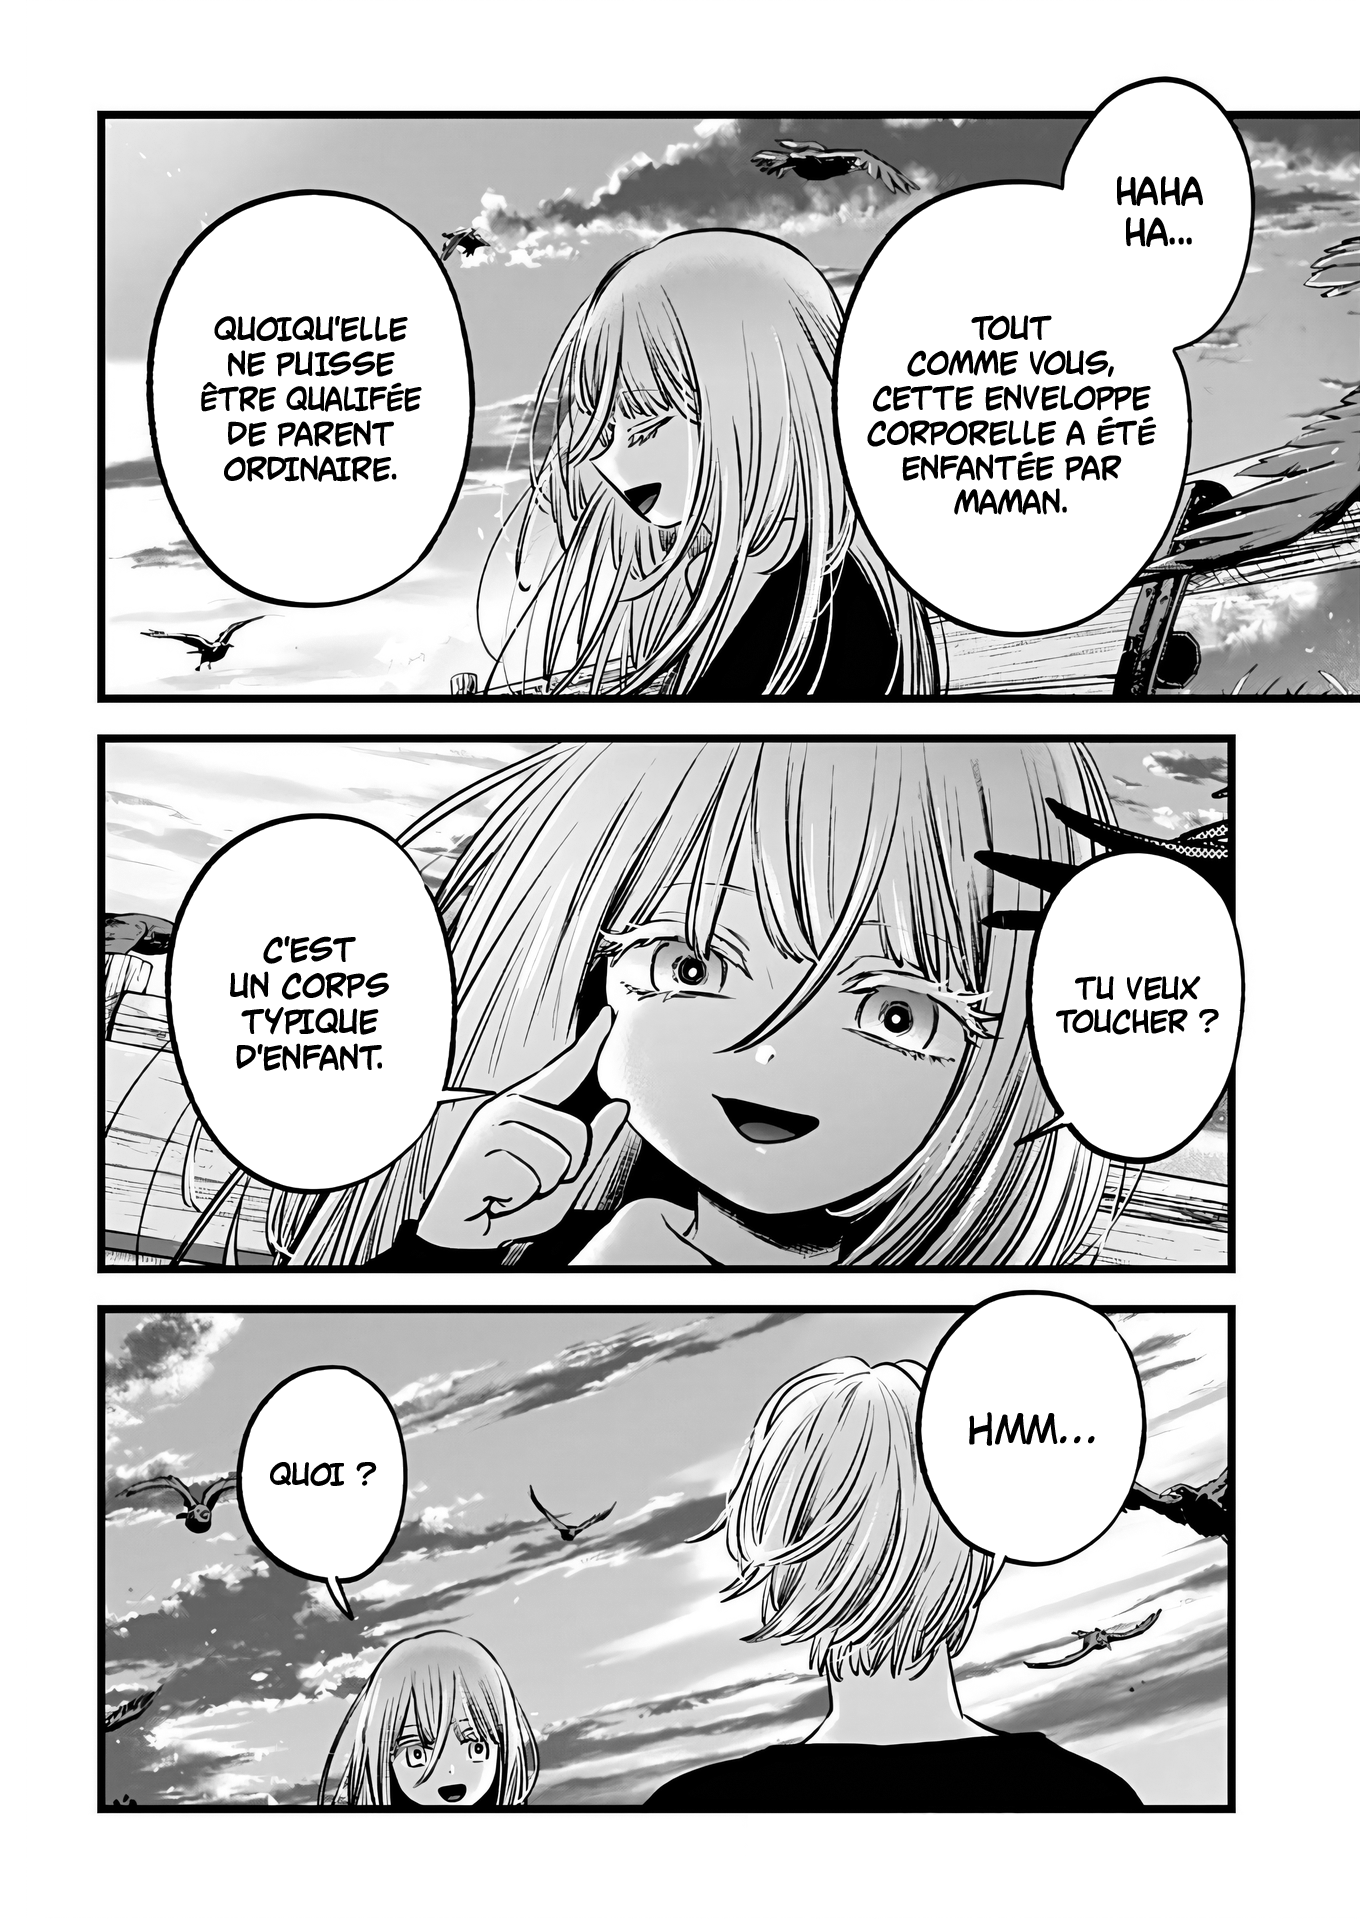 HAHA
HA...
TOUT
COMME VOUS,
CETTE ENVELOPPE
CORPORELLE A ÉTÉ
ENFANTÉE PAR
MAMAN.
QUOIQU'ELLE
NE PUISSE
ÊTRE QUALIFÉE
DE PARENT
ORDINAIRE.
TU VEUX
TOUCHER ?
C'EST
UN CORPS
TYPIQUE
D'ENFANT.
HMM...
QUOI ?